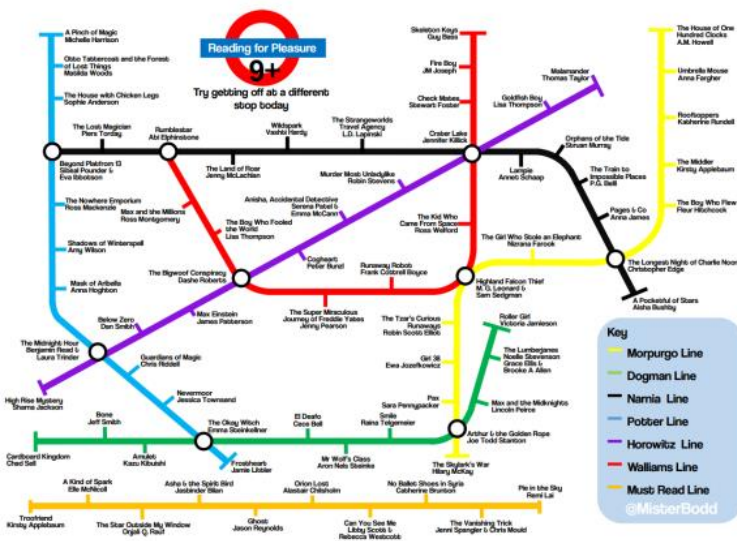 Reading for Pleasure
9+
Try getting off at a different
stop today
A Pinch of Magic
Michelle Harrison
Otto Tattercoat and the Forest
of Lost Things
Matilda Woods
The House with Chicken Legs
Sophie Anderson
The Lost Magician
Piers Torday
Rumblestar
Abi Elphinstone
Wildspark
Vashti Hardy
The Strangeworlds
Travel Agency
L.D. Lapinski
Skeleton Keys
Guy Bass
Fire Boy
JM Joseph
Check Mates
Stewart Foster
Crater Lake
Jennifer Killick
Goldfish Boy
Lisa Thompson
Malamander
Thomas Taylor
The House of One
Hundred Clocks
A.M. Howell
Umbrella Mouse
Anna Fargher
Rooftoppers
Katherine Rundell
The Middler
Kirsty Applebaum
The Boy Who Flew
Fleur Hitchcock
Orphans of the Tide
Struan Murray
The Train to
Impossible Places
P.G. Bell
Pages & Co
Anna James
Lampie
Annet Schaap
Beyond Platform 13
Sibeal Pounder &
Eva Ibbotson
The Land of Roar
Jenny McLachlan
Murder Most Unladylike
Robin Stevens
Anisha, Accidental Detective
Serena Patel &
Emma McCann
The Nowhere Emporium
Ross Mackenzie
Max and the Millions
Ross Montgomery
The Boy Who Fooled
the World
Lisa Thompson
The Kid Who
Came From Space
Ross Welford
The Girl Who Stole an Elephant
Nizrana Farook
Shadows of Winterspell
Amy Wilson
Cogheart
Peter Bund
Runaway Robot
Frank Cottrell Boyce
The Longest Night of Charlie Noon
Christopher Edge
Mask of Aribella
Anna Hoghton
The Bigwoof Conspiracy
Dashe Roberts
Highland Falcon Thief
M. G. Leonard &
Sam Sedgman
A Pocketful of Stars
Aisha Bushby
Below Zero
Dan Smith
Max Einstein
James Patterson
The Super Miraculous
Journey of Freddie Yates
Jenny Pearson
The Tzar's Curious
Runaways
Robin Scott Elliot
Roller Girl
Victoria Jamieson
The Midnight Hour
Benjamin Read &
Laura Trinder
Guardians of Magic
Chris Riddell
Girl 38
Ewa Jozefkowicz
The Lumberjanes
Noelle Stevenson
Grace Ellis &
Brooke A Allen
High Rise Mystery
Sharna Jackson
Nevermoor
Jessica Townsend
Pax
Sara Pennypacker
Max and the Midknights
Lincoln Peirce
Bone
Jeff Smith
The Okay Witch
Emma Steinkellner
El Deafo
Cece Bell
Smile
Raina Telgemeier
Arthur & the Golden Rope
Joe Todd Stanton
Cardboard Kingdom
Chad Sell
Amulet
Kazu Kibuishi
Frostheart
Jamie Littler
Mr Wolf's Class
Aron Nels Steinke
The Skylark's War
Hilary McKay
A Kind of Spark
Elle McNicoll
Asha & the Spirit Bird
Jasbinder Bilan
Orion Lost
Alastair Chilsholm
No Ballet Shoes in Syria
Catherine Brunton
Pie in the Sky
Remi Lai
Troofriend
Kirsty Applebaum
The Star Outside My Window
Onjali Q. Rauf
Ghost
Jason Reynolds
Can You See Me
Libby Scott &
Rebecca Westcott
The Vanishing Trick
Jenni Spangler & Chris Mould
Key
Morpurgo Line
Dogman Line
Narnia Line
Potter Line
Horowitz Line
Walliams Line
Must Read Line
@MisterBodd